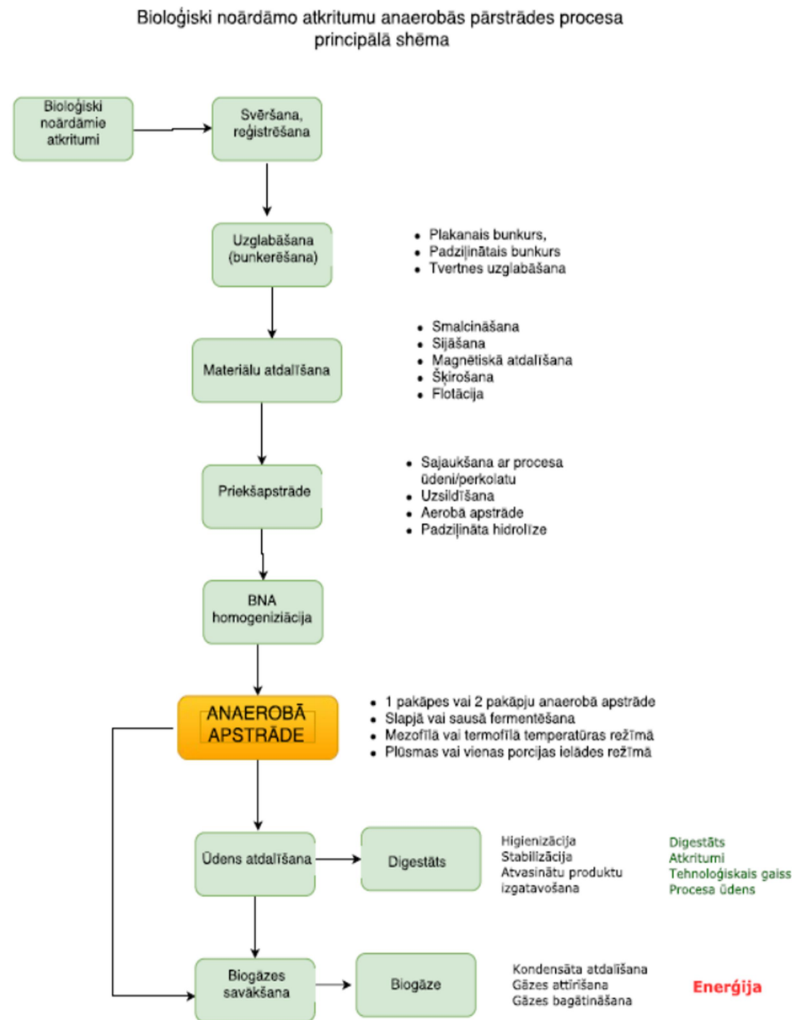 Bioloģiski noārdāmo atkritumu anaerobās pārstrādes procesa
principālā shēma
Bioloģiski
noārdāmie
atkritumi
Svēršana,
reģistrēšana
Uzglabāšana
(bunkerēšana)
• Plakanais bunkurs,
• Padziļinātais bunkurs
• Tvertnes uzglabāšana
Materiālu atdalīšana
• Smalcināšana
• Sijāšana
• Magnētiskā atdalīšana
• Šķirošana
• Flotācija
Priekšapstrāde
• Sajaukšana ar procesa
ūdeni/perkolatu
• Uzsildīšana
• Aerobā apstrāde
• Padziļināta hidrolīze
BNA
homogeniziācija
ANAEROBĀ
APSTRĀDE
• 1 pakāpes vai 2 pakāpju anaerobā apstrāde
• Slapjā vai sausā fermentēšana
• Mezofīlā vai termofīlā temperatūras režīmā
• Plūsmas vai vienas porcijas ielādes režīmā
Ūdens atdalīšana
Digestāts
Higienizācija
Stabilizācija
Atvasinātu produktu
izgatavošana
Digestāts
Atkritumi
Tehnoloģiskais gaiss
Procesa ūdens
Biogāzes
savākšana
Biogāze
Kondensāta atdalīšana
Gāzes attīrīšana
Gāzes bagātināšana
Enerģija